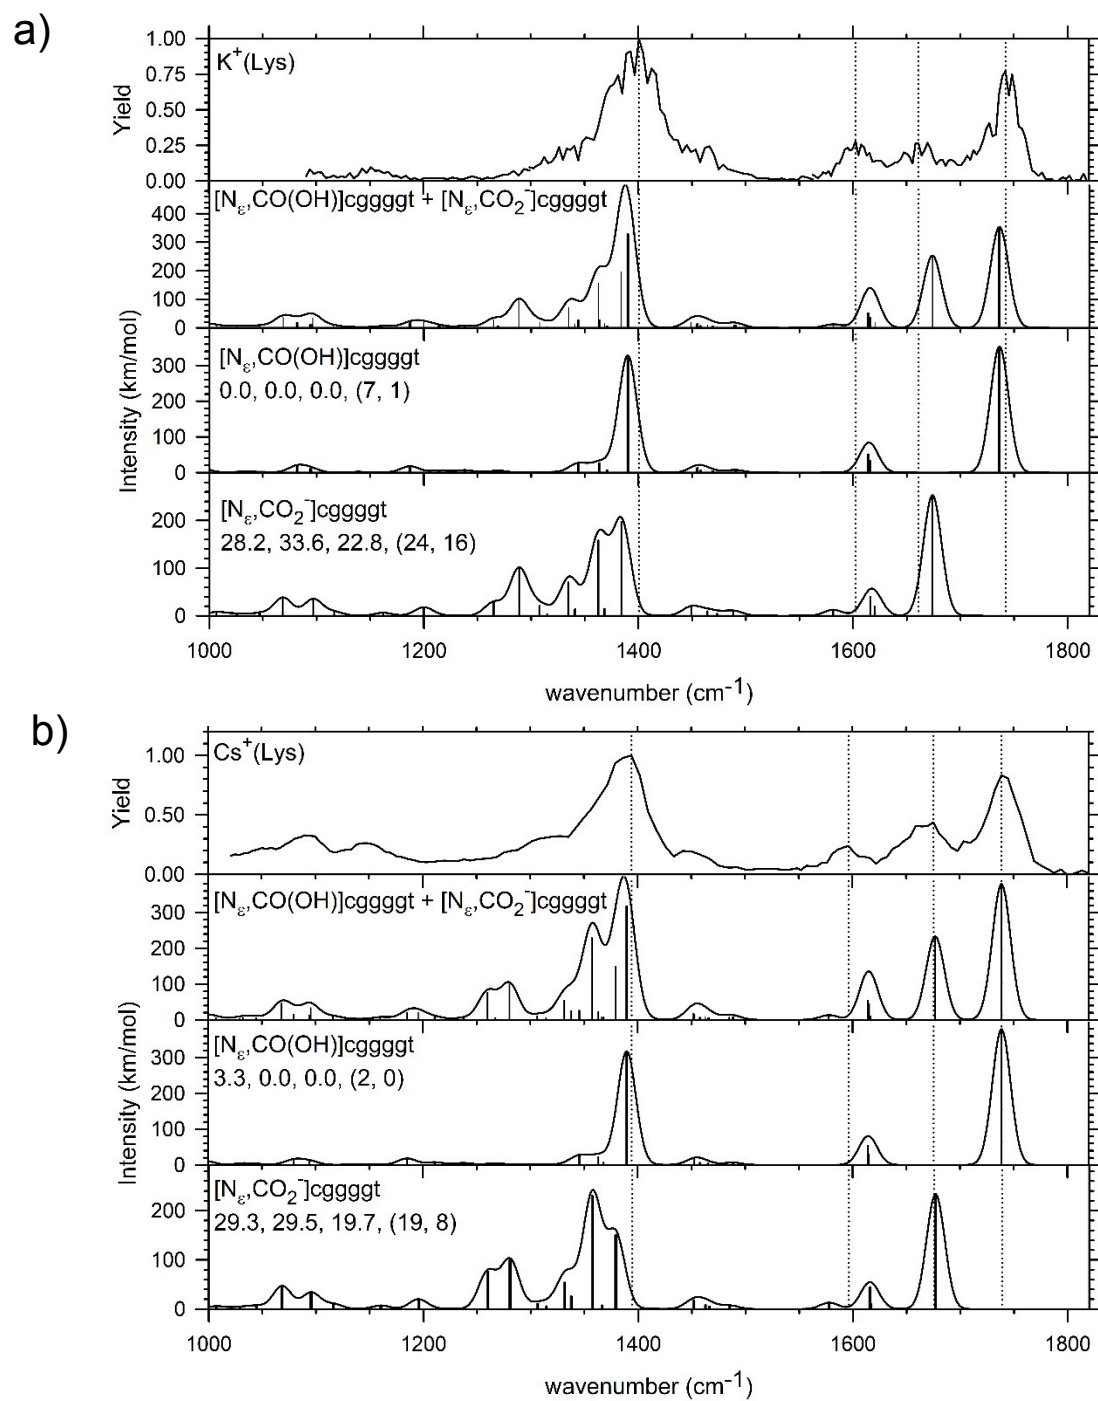 a)
K⁺(Lys)
1.00
0.75
0.50
0.25
0.00
Yield
[Nε,CO(OH)]cggggt + [Nε,CO₂⁻]cggggt
400
300
200
100
0
[Nε,CO(OH)]cggggt
0.0, 0.0, 0.0, (7, 1)
300
200
100
0
Intensity (km/mol)
[Nε,CO₂⁻]cggggt
28.2, 33.6, 22.8, (24, 16)
200
100
0
1000 1200 1400 1600 1800
wavenumber (cm⁻¹)
b)
Cs⁺(Lys)
1.00
0.50
0.00
Yield
[Nε,CO(OH)]cggggt + [Nε,CO₂⁻]cggggt
300
200
100
0
[Nε,CO(OH)]cggggt
3.3, 0.0, 0.0, (2, 0)
300
200
100
0
Intensity (km/mol)
[Nε,CO₂⁻]cggggt
29.3, 29.5, 19.7, (19, 8)
200
100
0
1000 1200 1400 1600 1800
wavenumber (cm⁻¹)